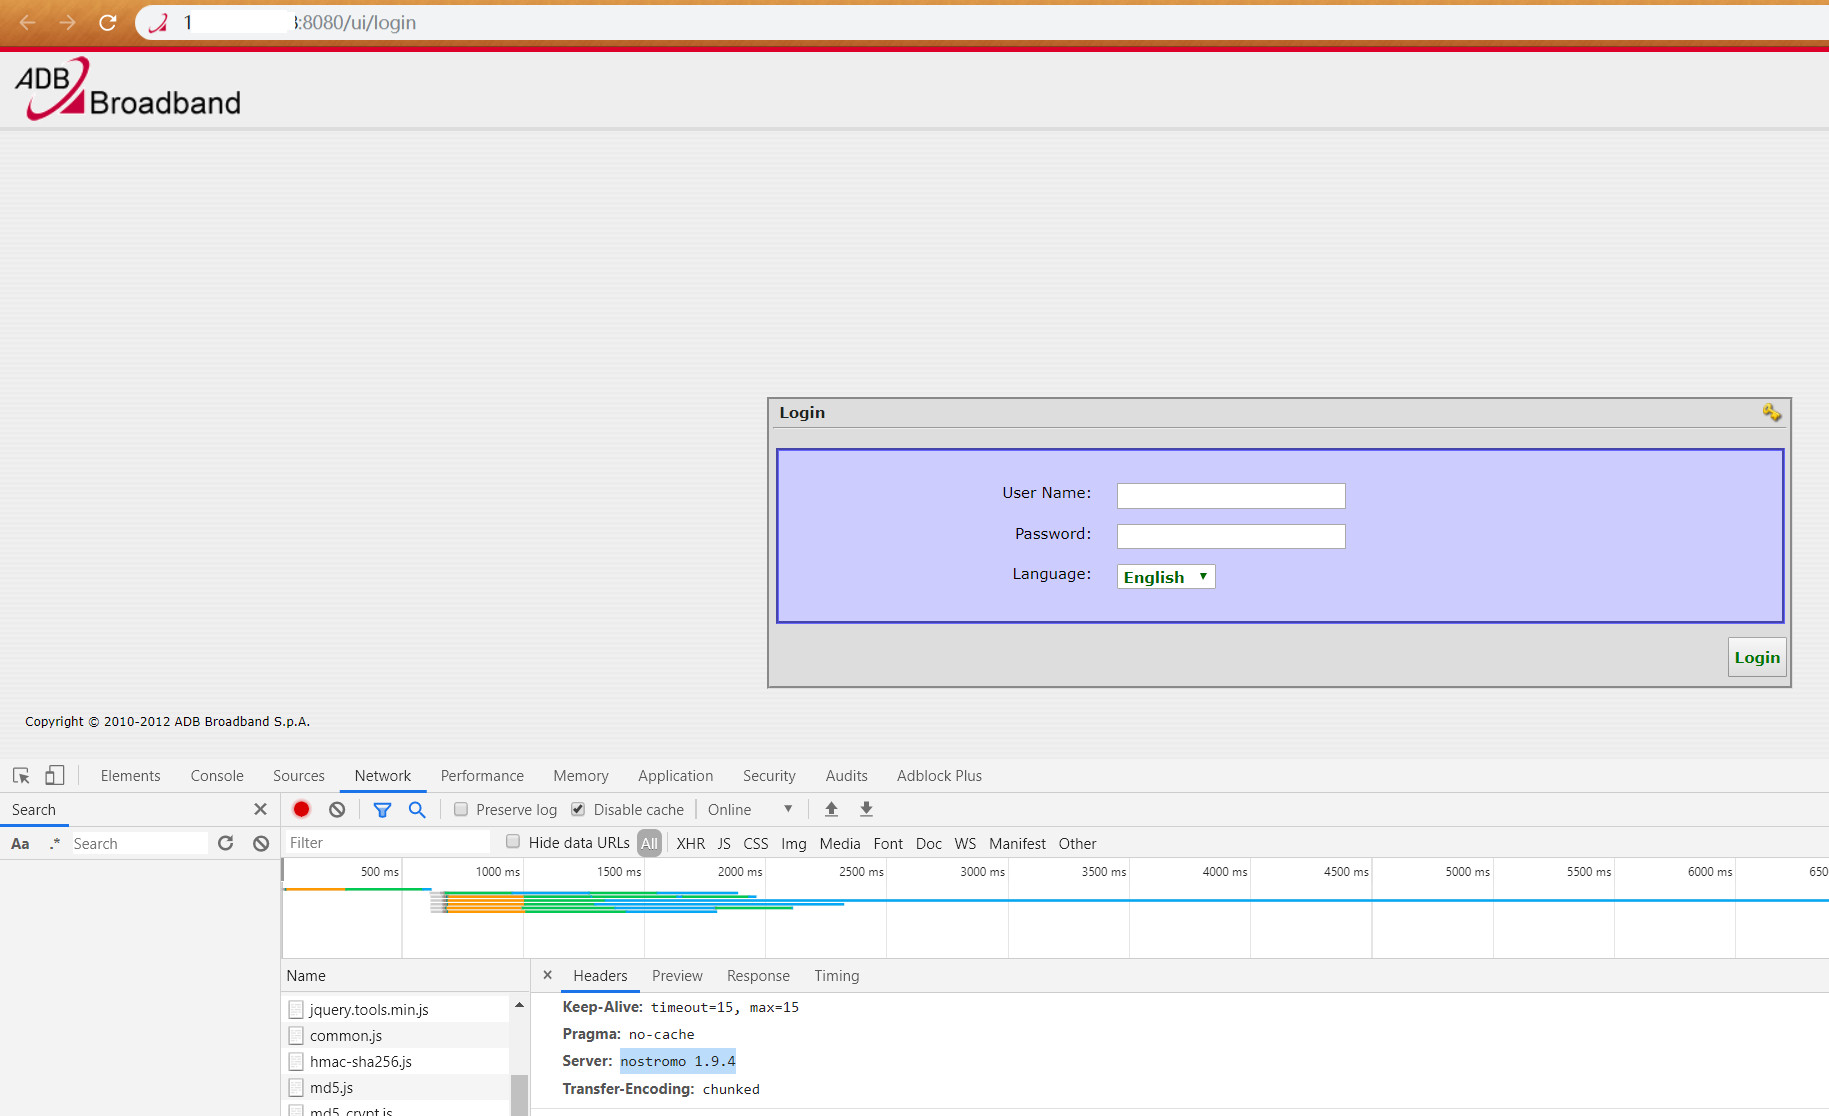 1 3:8080/ui/login
ADB
Broadband
Login
User Name:
Password:
Language: English
Login
Copyright © 2010-2012 ADB Broadband S.p.A.
Elements Console Sources Network Performance Memory Application Security Audits Adblock Plus
Search
Preserve log Disable cache Online
Aa .* Search
Filter Hide data URLs All XHR JS CSS Img Media Font Doc WS Manifest Other
500 ms 1000 ms 1500 ms 2000 ms 2500 ms 3000 ms 3500 ms 4000 ms 4500 ms 5000 ms 5500 ms 6000 ms 650
Name
Headers Preview Response Timing
jquery.tools.min.js
common.js
hmac-sha256.js
md5.js
md5_crypt.js
Keep-Alive: timeout=15, max=15
Pragma: no-cache
Server: nostromo 1.9.4
Transfer-Encoding: chunked